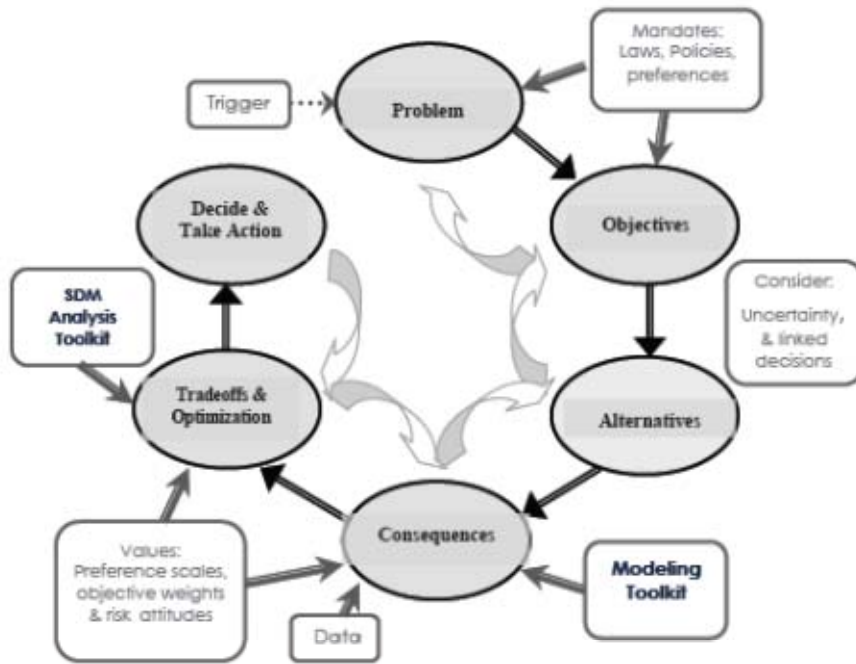 Mandates:
Laws, Policies,
preferences
Trigger
Problem
Decide &
Take Action
Objectives
SDM
Analysis
Toolkit
Consider:
Uncertainty,
& linked
decisions
Tradeoffs &
Optimization
Alternatives
Consequences
Values:
Preference scales,
objective weights
& risk attitudes
Modeling
Toolkit
Data